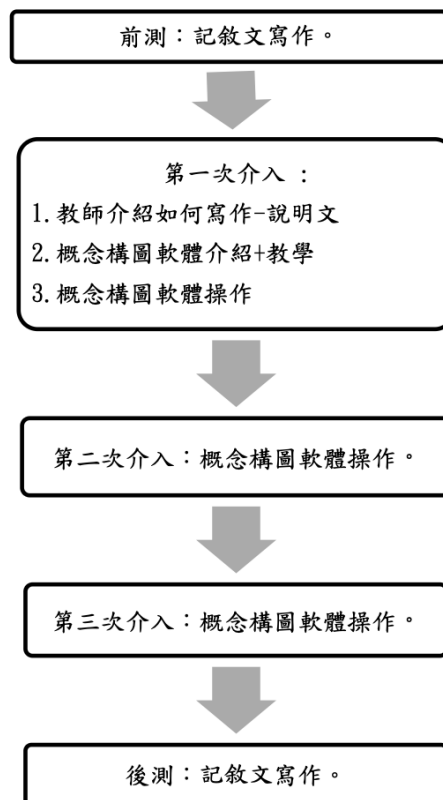 前測：記敘文寫作。
第一次介入 :
1.教師介紹如何寫作-說明文
2.概念構圖軟體介紹+教學
3.概念構圖軟體操作
第二次介入：概念構圖軟體操作。
第三次介入：概念構圖軟體操作。
後測：記敘文寫作。